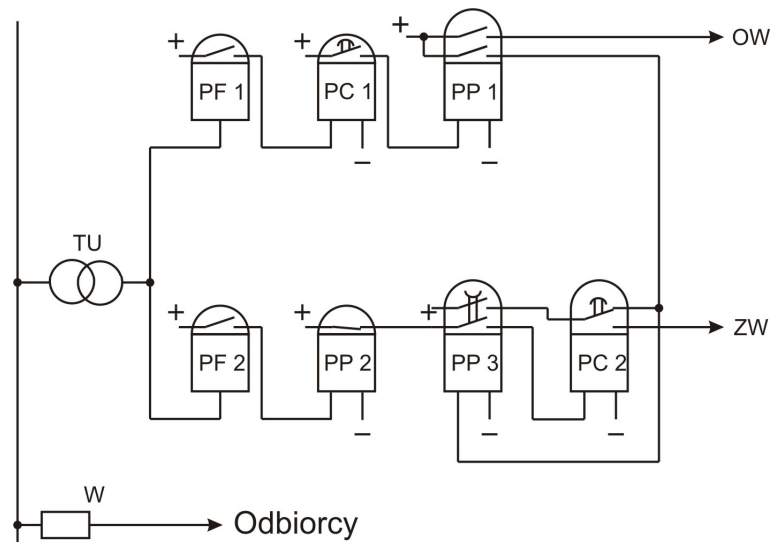 + + + OW
PF 1 PC 1 PP 1
– –
TU
+ + + ZW
PF 2 PP 2 PP 3 PC 2
– – –
W
Odbiorcy